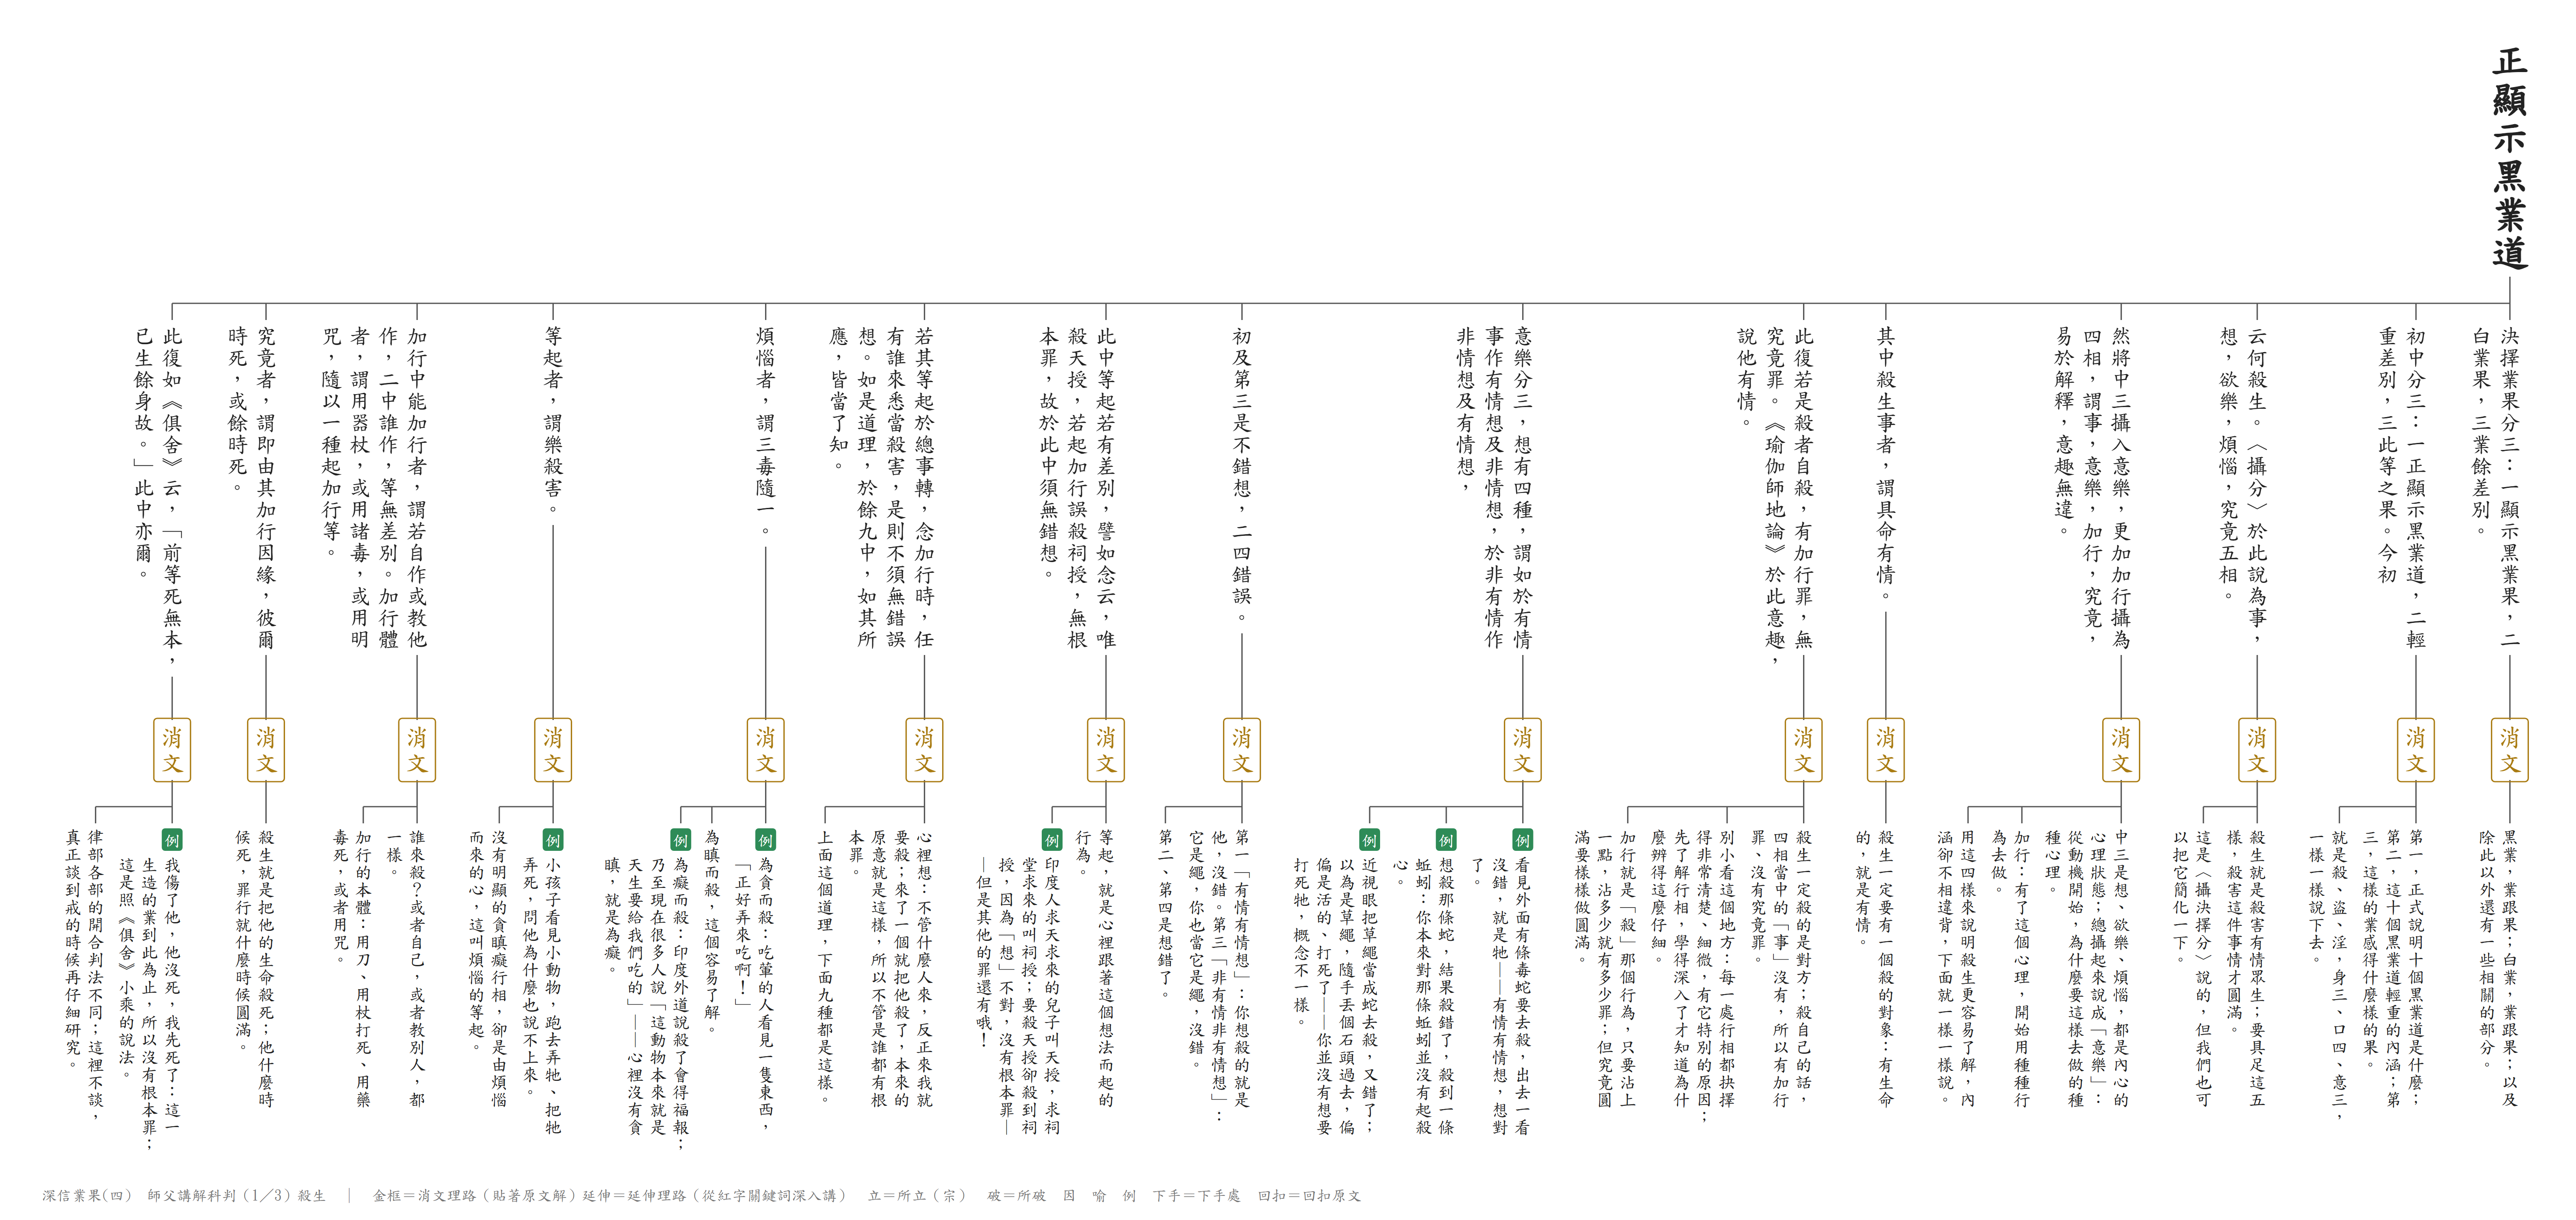 正顯示黑業道
決擇業果分三：一顯示黑業果，二
白業果，三業餘差別。
消文
黑業，業跟果；白業，業跟果；以及
除此以外還有一些相關的部分。
初中分三：一正顯示黑業道，二輕
重差別，三此等之果。今初
消文
第一，正式說明十個黑業道是什麼；
第二，這十個黑業道輕重的內涵；第
三，這樣的業感得什麼樣的果。
就是殺、盜、淫，身三、口四、意三，
一樣一樣說下去。
云何殺生。〈攝分〉於此說為事，
想，欲樂，煩惱，究竟五相。
消文
殺生就是殺害有情眾生；要具足這五
樣，殺害這件事情才圓滿。
這是〈攝決擇分〉說的，但我們也可
以把它簡化一下。
然將中三攝入意樂，更加加行攝為
四相，謂事，意樂，加行，究竟，
易於解釋，意趣無違。
消文
中三是想、欲樂、煩惱，都是內心的
心理狀態；總攝起來說成「意樂」：
從動機開始，為什麼要這樣去做的種
種心理。
加行：有了這個心理，開始用種種行
為去做。
用這四樣來說明殺生更容易了解，內
涵卻不相違背，下面就一樣一樣說。
其中殺生事者，謂具命有情。
消文
殺生一定要有一個殺的對象：有生命
的，就是有情。
此復若是殺者自殺，有加行罪，無
究竟罪。《瑜伽師地論》於此意趣，
說他有情。
消文
殺生一定殺的是對方；殺自己的話，
四相當中的「事」沒有，所以有加行
罪、沒有究竟罪。
別小看這個地方：每一處行相都抉擇
得非常清楚、細微，有它特別的原因；
先了解行相，學得深入了才知道為什
麼辨得這麼仔細。
加行就是「殺」那個行為，只要沾上
一點，沾多少就有多少罪；但究竟圓
滿要樣樣做圓滿。
意樂分三，想有四種，謂如於有情
事作有情想及非情想，於非有情作
非情想及有情想，
消文
例
看見外面有條毒蛇要去殺，出去一看
沒錯，就是牠——有情有情想，想對
了。
例
想殺那條蛇，結果殺錯了，殺到一條
蚯蚓：你本來對那條蚯蚓並沒有起殺
心。
例
近視眼把草繩當成蛇去殺，又錯了；
以為是草繩，隨手丟個石頭過去，偏
偏是活的、打死了——你並沒有想要
打死牠，概念不一樣。
初及第三是不錯想，二四錯誤。
消文
第一「有情有情想」：你想殺的就是
他，沒錯。第三「非有情非有情想」：
它是繩，你也當它是繩，沒錯。
第二、第四是想錯了。
此中等起若有差別，譬如念云，唯
殺天授，若起加行誤殺祠授，無根
本罪，故於此中須無錯想。
消文
等起，就是心裡跟著這個想法而起的
行為。
例
印度人求天求來的兒子叫天授，求祠
堂求來的叫祠授；要殺天授卻殺到祠
授，因為「想」不對，沒有根本罪—
—但是其他的罪還有哦！
若其等起於總事轉，念加行時，任
有誰來悉當殺害，是則不須無錯誤
想。如是道理，於餘九中，如其所
應，皆當了知。
消文
心裡想：不管什麼人來，反正來我就
要殺；來了一個就把他殺了，本來的
原意就是這樣，所以不管是誰都有根
本罪。
上面這個道理，下面九種都是這樣。
煩惱者，謂三毒隨一。
消文
例
為貪而殺：吃葷的人看見一隻東西，
「正好弄來吃啊！」
為瞋而殺，這個容易了解。
例
為癡而殺：印度外道說殺了會得福報；
乃至現在很多人說「這動物本來就是
天生要給我們吃的」——心裡沒有貪
瞋，就是為癡。
等起者，謂樂殺害。
消文
例
小孩子看見小動物，跑去弄牠、把牠
弄死，問他為什麼也說不上來。
沒有明顯的貪瞋癡行相，卻是由煩惱
而來的心，這叫煩惱的等起。
加行中能加行者，謂若自作或教他
作，二中誰作，等無差別。加行體
者，謂用器杖，或用諸毒，或用明
咒，隨以一種起加行等。
消文
誰來殺？或者自己，或者教別人，都
一樣。
加行的本體：用刀、用杖打死、用藥
毒死，或者用咒。
究竟者，謂即由其加行因緣，彼爾
時死，或餘時死。
消文
殺生就是把他的生命殺死；他什麼時
候死，罪行就什麼時候圓滿。
此復如《俱舍》云，「前等死無本，
已生餘身故。」此中亦爾。
消文
例
我傷了他，他沒死，我先死了：這一
生造的業到此為止，所以沒有根本罪；
這是照《俱舍》小乘的說法。
律部各部的開合判法不同；這裡不談，
真正談到戒的時候再仔細研究。
深信業果(四)　師父講解科判（1／3）殺生　｜　金框＝消文理路（貼著原文解）延伸＝延伸理路（從紅字關鍵詞深入講）　立＝所立（宗）　破＝所破　因　喻　例　下手＝下手處　回扣＝回扣原文